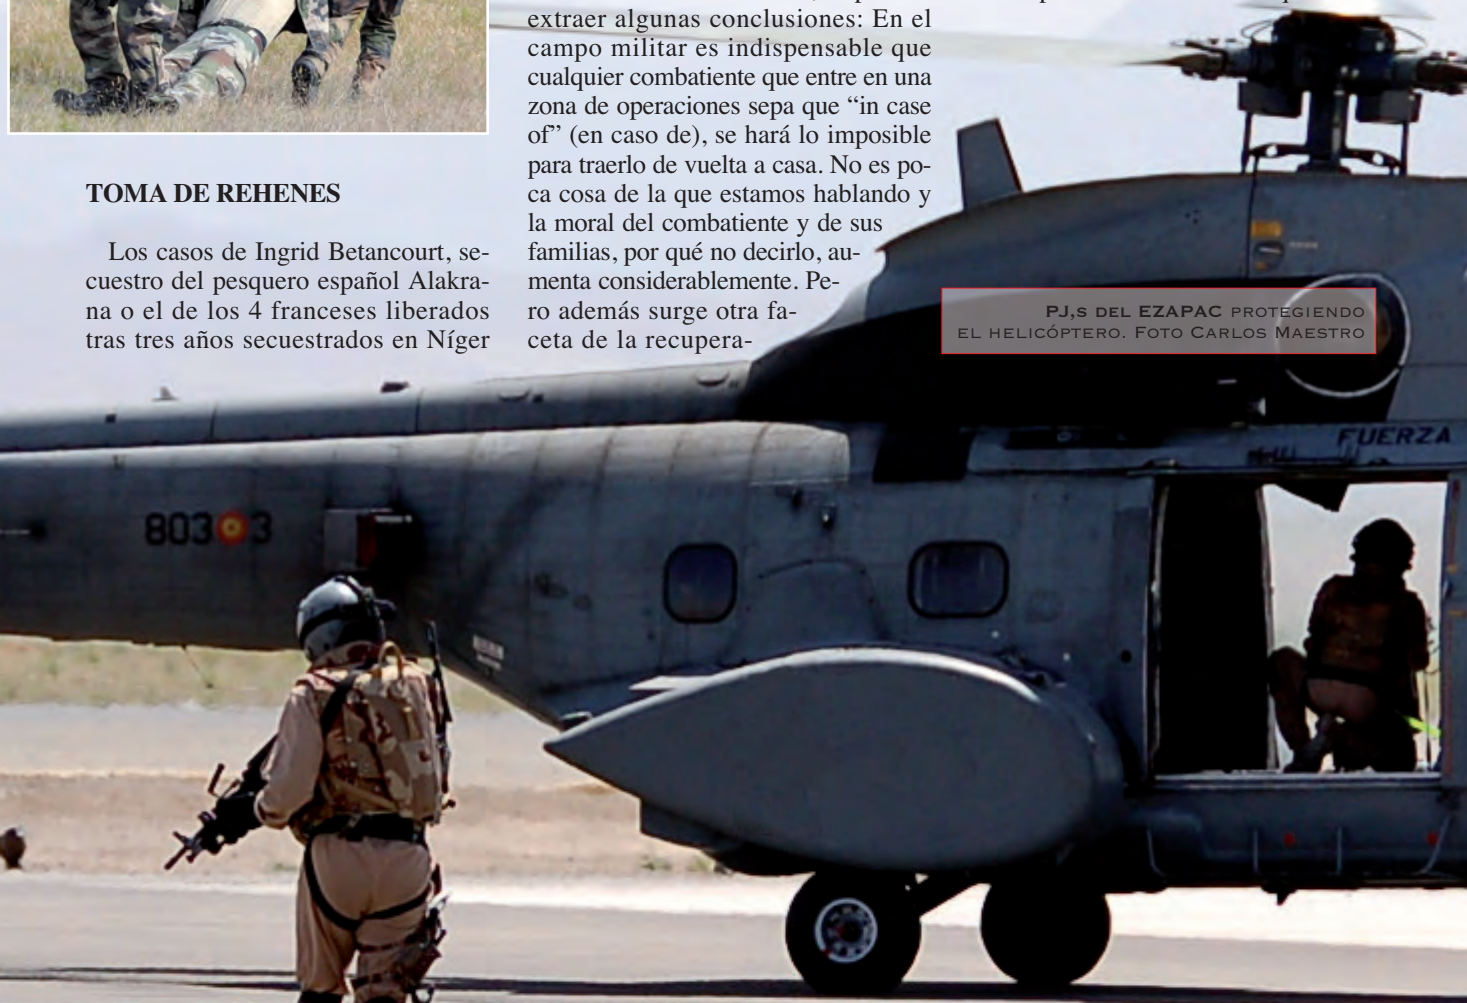 TOMA DE REHENES
Los casos de Ingrid Betancourt, se-
cuestro del pesquero español Alakra-
na o el de los 4 franceses liberados
tras tres años secuestrados en Níger
extraer algunas conclusiones: En el
campo militar es indispensable que
cualquier combatiente que entre en una
zona de operaciones sepa que “in case
of” (en caso de), se hará lo imposible
para traerlo de vuelta a casa. No es po-
ca cosa de la que estamos hablando y
la moral del combatiente y de sus
familias, por qué no decirlo, au-
menta considerablemente. Pe-
ro además surge otra fa-
ceta de la recupera-
PJ,s DEL EZAPAC PROTEGIENDO
EL HELICÓPTERO. FOTO CARLOS MAESTRO
FUERZA
803 3